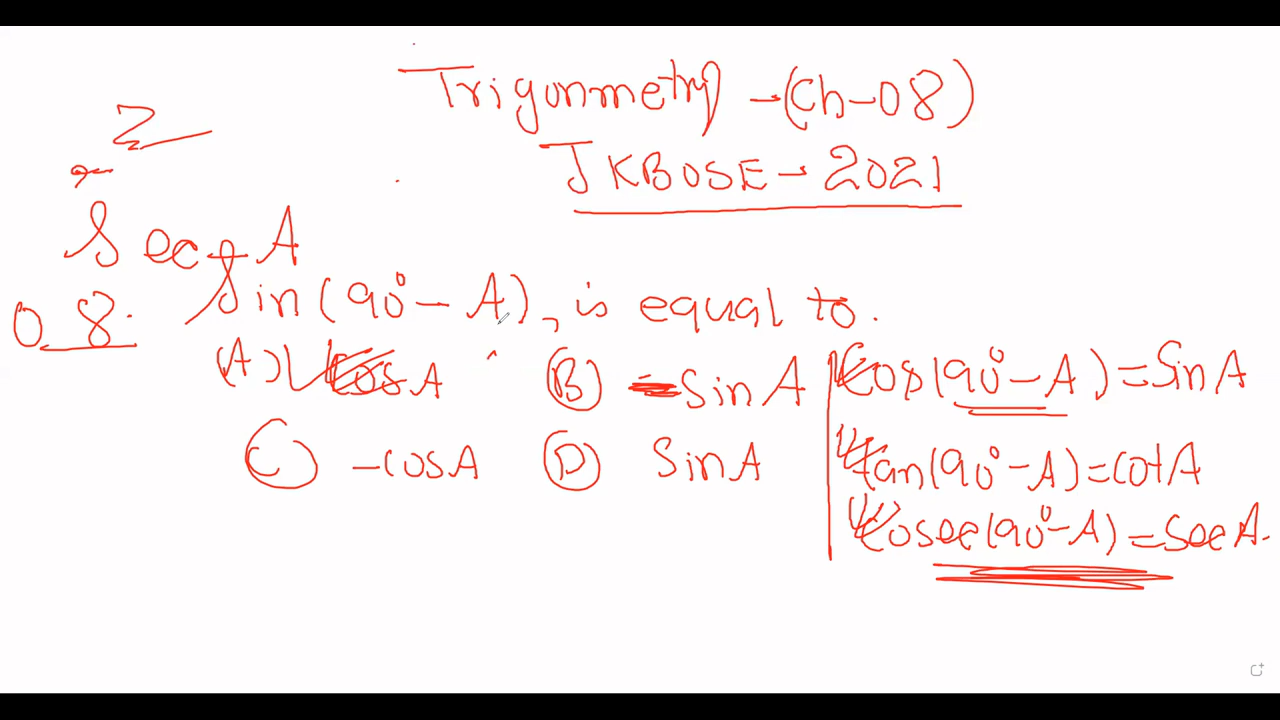 Trigonmetry - (Ch-08)
JKBOSE - 2021
Sec A
Q 8. Sin(90° - A), is equal to.
(A) Cos A (B) - Sin A
(C) - Cos A (D) Sin A
Cos(90° - A) = Sin A
tan(90° - A) = Cot A
Cosec(90° - A) = Sec A.